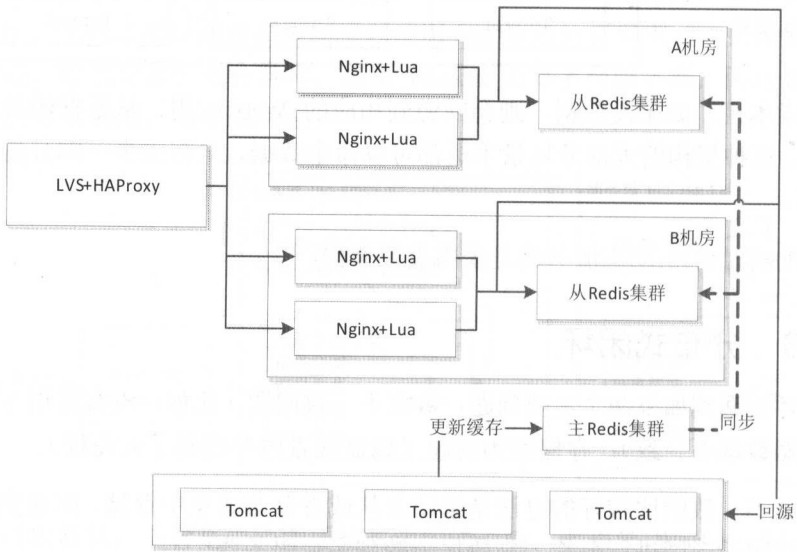 A机房
Nginx+Lua
从Redis集群
Nginx+Lua
LVS+HAProxy
B机房
Nginx+Lua
从Redis集群
Nginx+Lua
更新缓存
主Redis集群
同步
Tomcat
Tomcat
Tomcat
回源